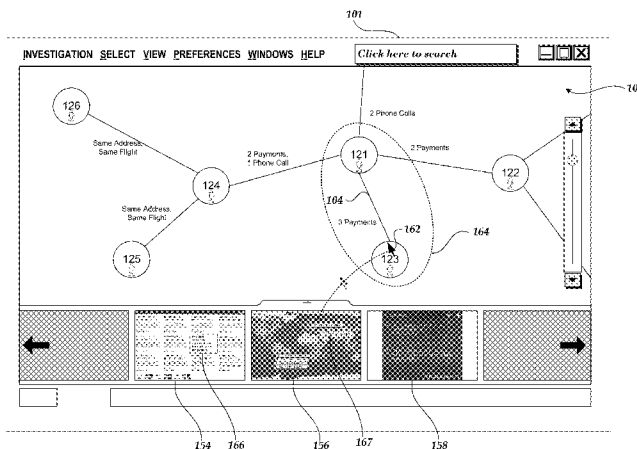 101
INVESTIGATION SELECT VIEW PREFERENCES WINDOWS HELP Click here to search
10
126
2 Phone Calls
121
2 Payments
Same Address,
Same Flight
2 Payments,
1 Phone Call
122
124
104
162
Same Address,
Same Flight
3 Payments
164
125
123
154 166 156 167 158